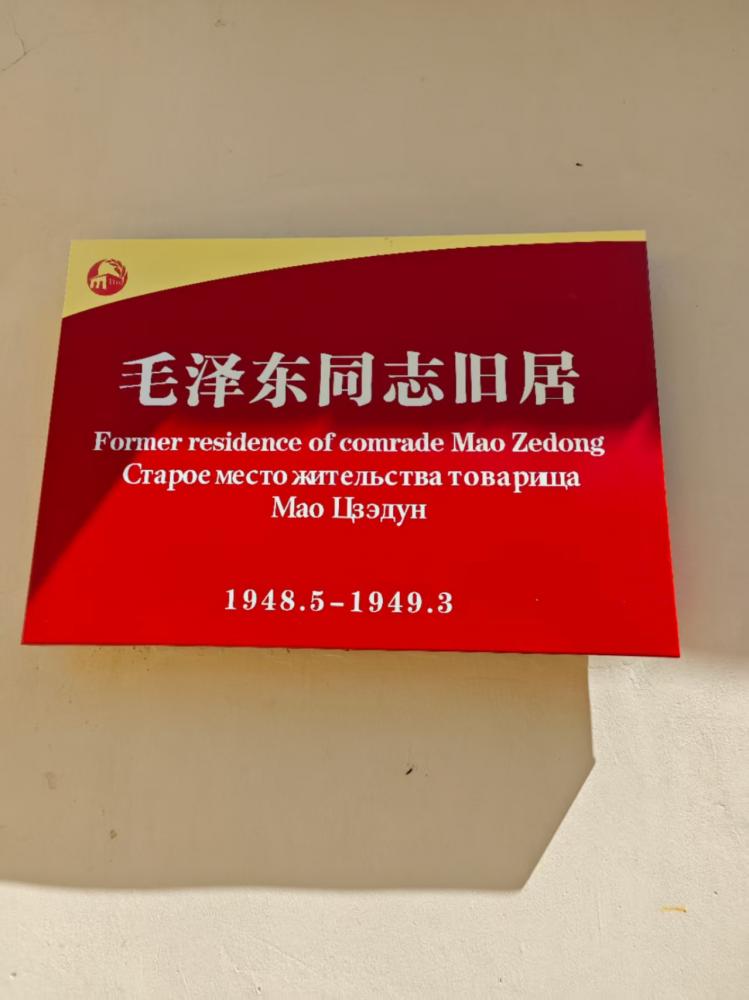 毛泽东同志旧居
Former residence of comrade Mao Zedong
Старое место жительства товарища
Мао Цзэдун
1948.5-1949.3